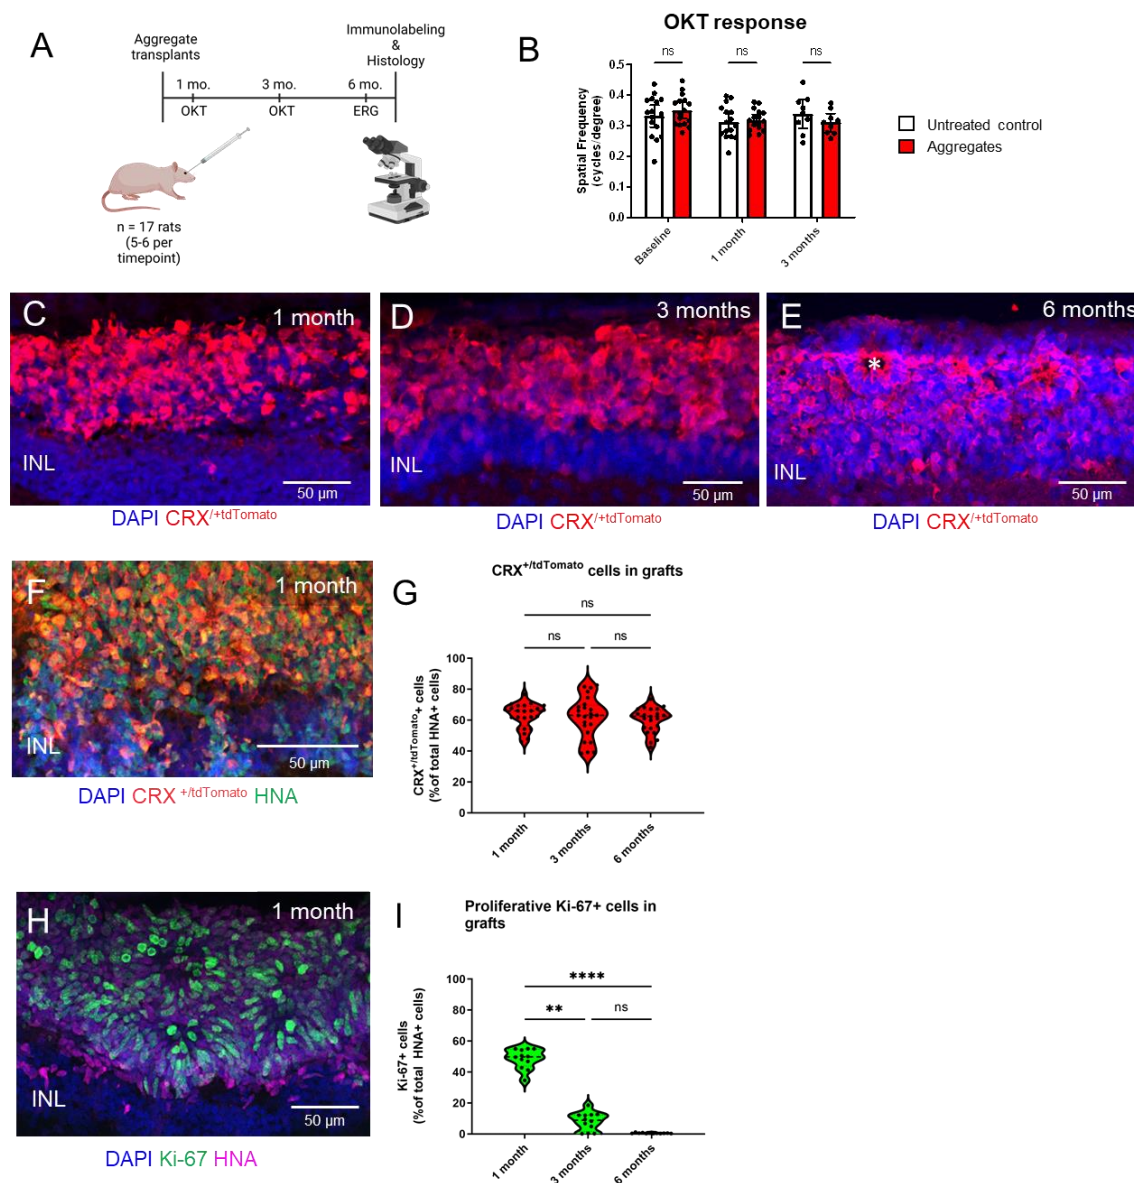 A
Aggregate
transplants
Immunolabeling
&
Histology
1 mo.
3 mo.
6 mo.
OKT
OKT
ERG
n = 17 rats
(5-6 per
timepoint)
B
OKT response
ns
ns
ns
Spatial Frequency
(cycles/degree)
0.5
0.4
0.3
0.2
0.1
0.0
Baseline
1 month
3 months
Untreated control
Aggregates
C
1 month
INL
50 µm
DAPI CRX/+tdTomato
D
3 months
INL
50 µm
DAPI CRX/+tdTomato
E
6 months
*
INL
50 µm
DAPI CRX/+tdTomato
F
1 month
INL
50 µm
DAPI CRX +/tdTomato HNA
G
CRX+/tdTomato cells in grafts
ns
ns
ns
CRX+/tdTomato+ cells
(%of total HNA+ cells)
100
80
60
40
20
0
1 month
3 months
6 months
H
1 month
INL
50 µm
DAPI Ki-67 HNA
I
Proliferative Ki-67+ cells in
grafts
****
**
ns
Ki-67+ cells
(%of total HNA+ cells)
100
80
60
40
20
0
1 month
3 months
6 months